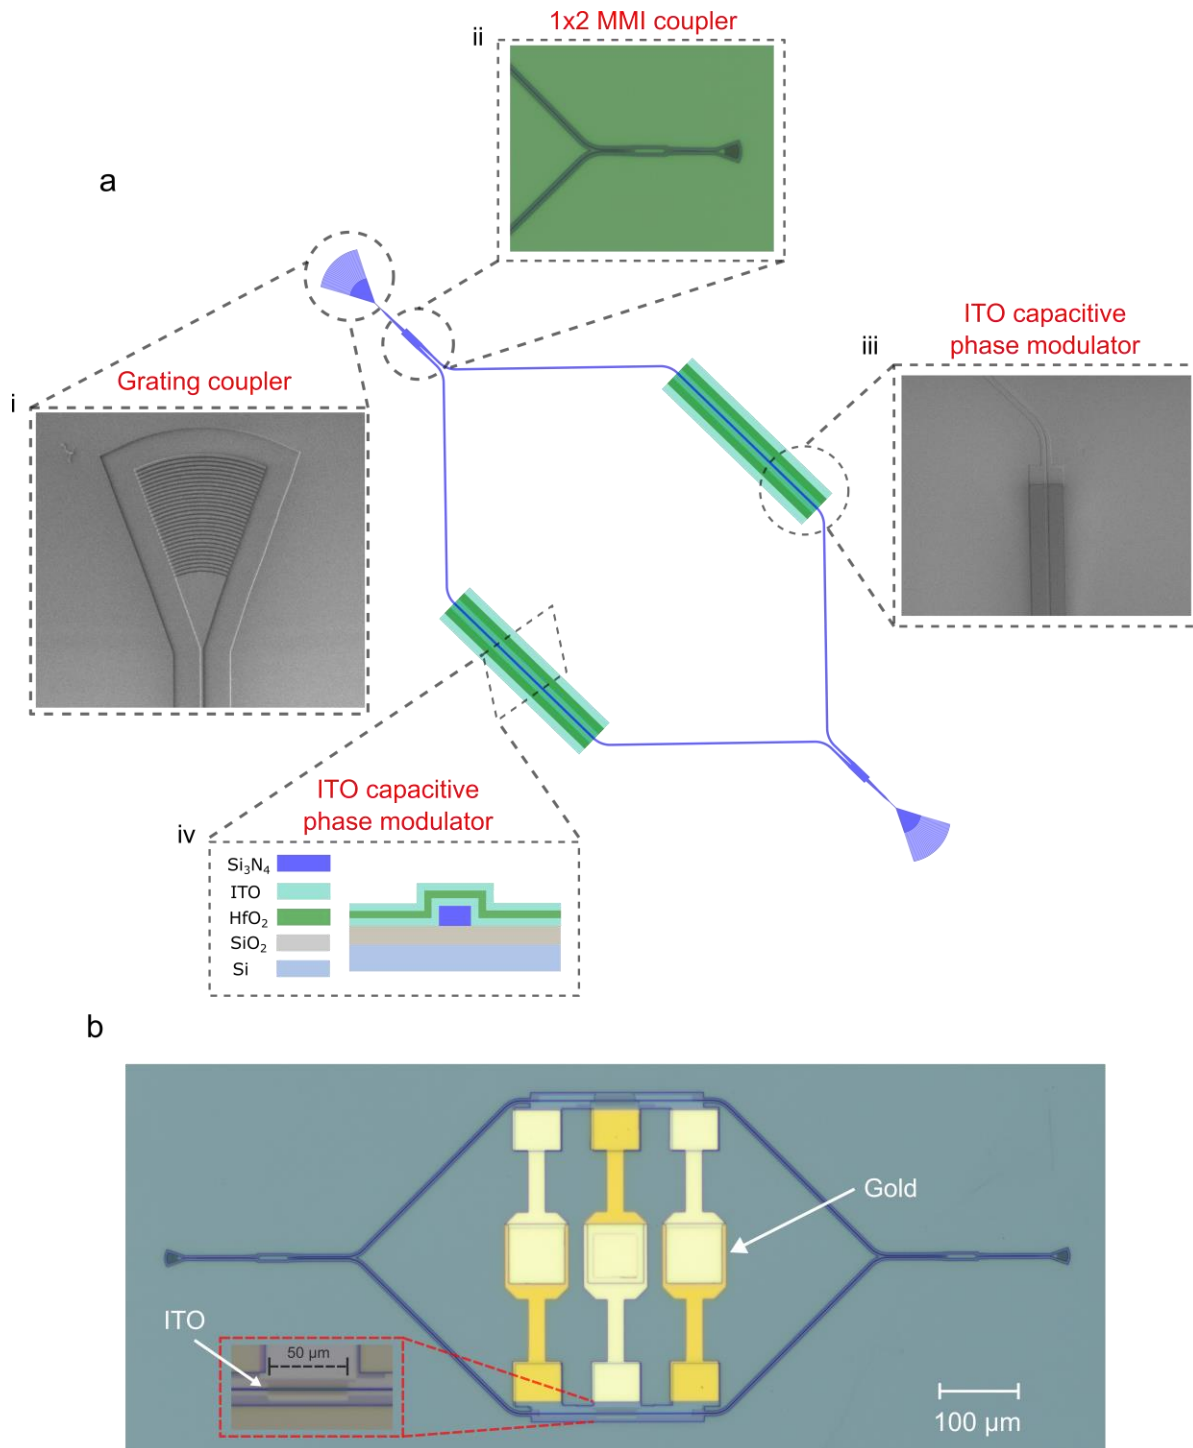 1x2 MMI coupler
ii
a
ITO capacitive
phase modulator
iii
Grating coupler
i
ITO capacitive
phase modulator
iv
Si₃N₄
ITO
HfO₂
SiO₂
Si
b
Gold
ITO
50 µm
100 µm